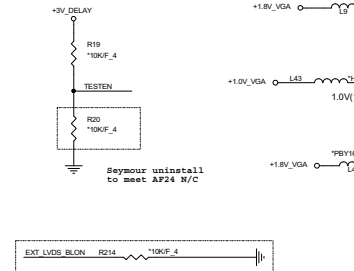 +3V_DELAY
R19
*10K/F_4
TESTEN
R20
*10K/F_4
Seymour uninstall
to meet AF24 N/C
+1.8V_VGA
L9
+1.0V_VGA L43 *H
1.0V(
*PBY16
+1.8V_VGA
L4
EXT_LVDS_BLON R214 *10K/F_4